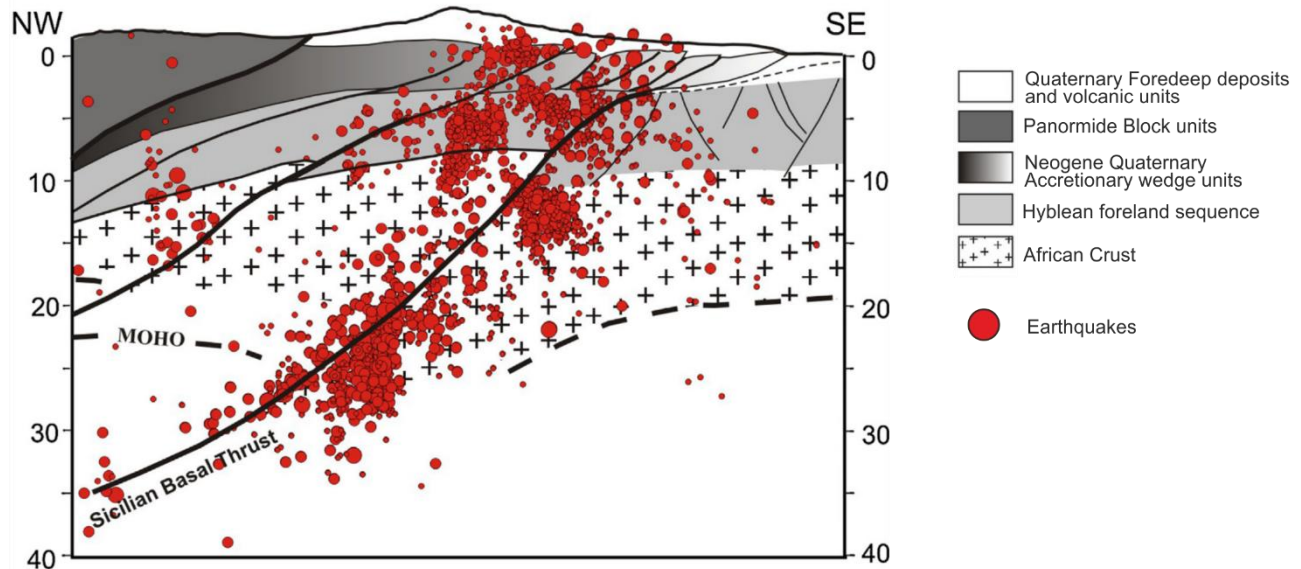 NW
SE
0
10
20
30
40
0
10
20
30
40
MOHO
Sicilian Basal Thrust
Quaternary Foredeep deposits
and volcanic units
Panormide Block units
Neogene Quaternary
Accretionary wedge units
Hyblean foreland sequence
African Crust
Earthquakes